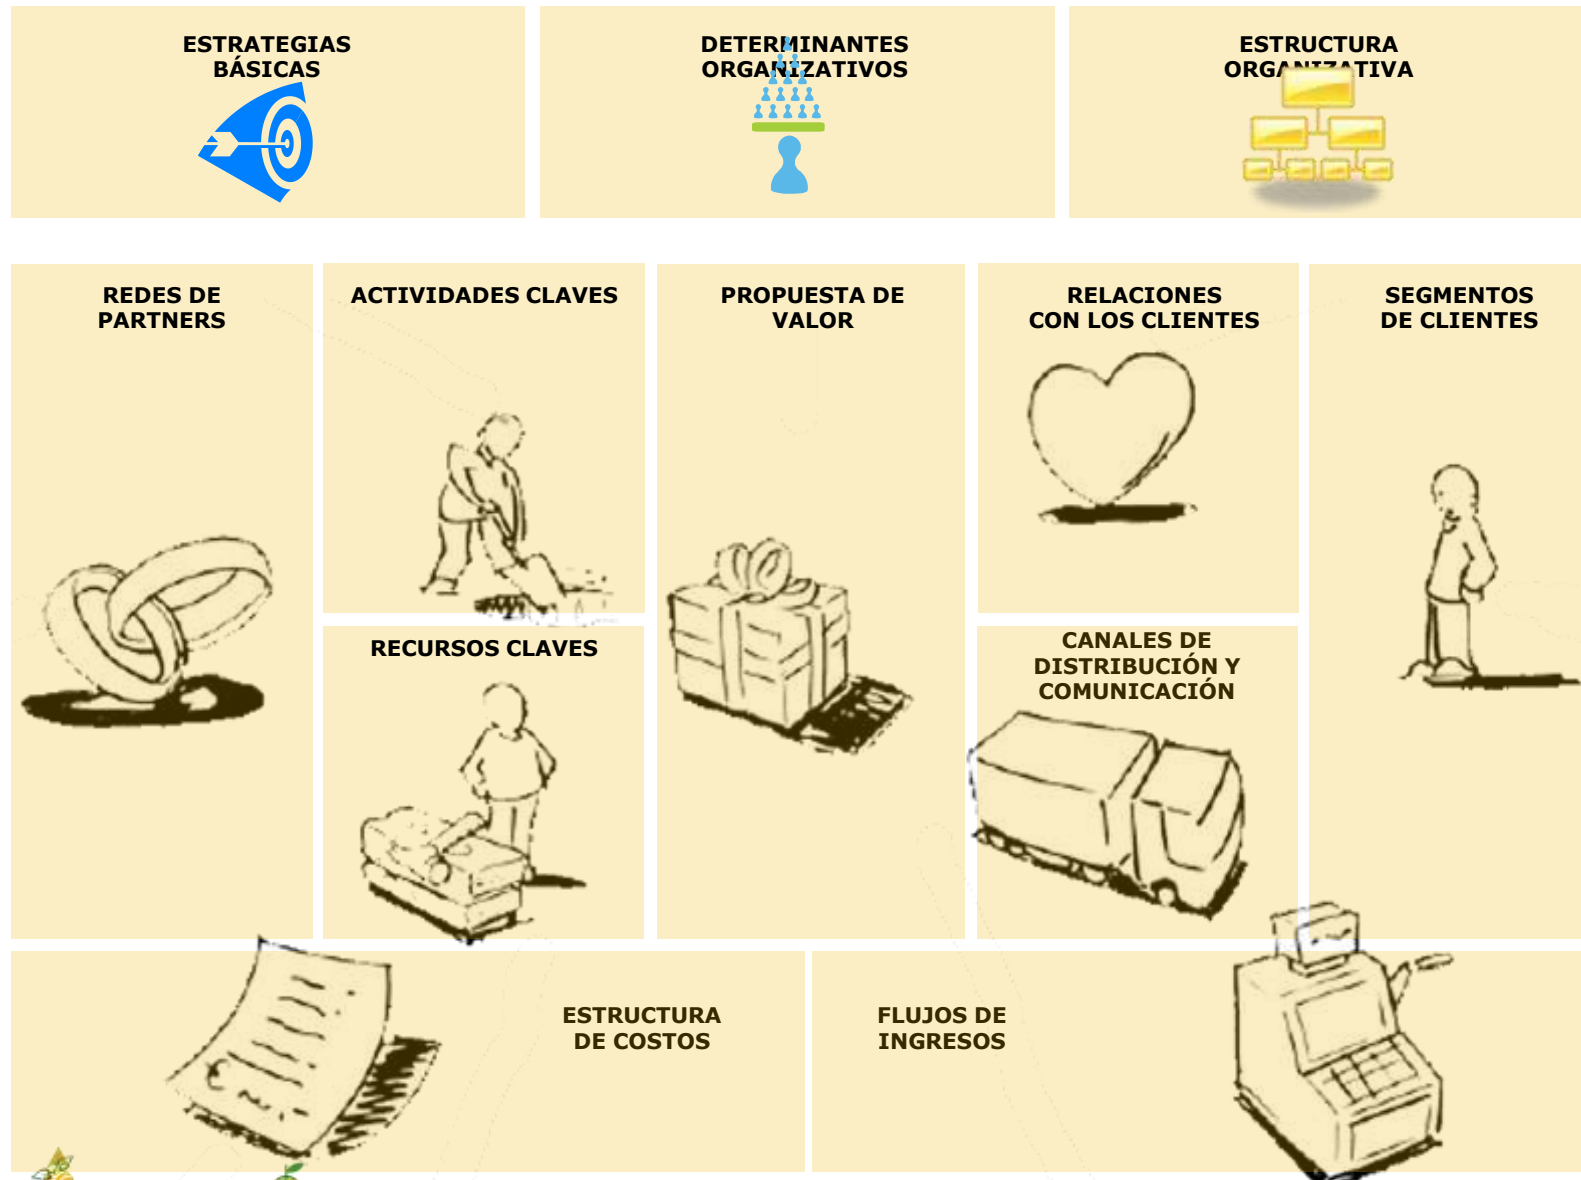 ESTRATEGIAS
BÁSICAS
DETERMINANTES
ORGANIZATIVOS
ESTRUCTURA
ORGANIZATIVA
REDES DE
PARTNERS
ACTIVIDADES CLAVES
PROPUESTA DE
VALOR
RELACIONES
CON LOS CLIENTES
SEGMENTOS
DE CLIENTES
RECURSOS CLAVES
CANALES DE
DISTRIBUCIÓN Y
COMUNICACIÓN
ESTRUCTURA
DE COSTOS
FLUJOS DE
INGRESOS